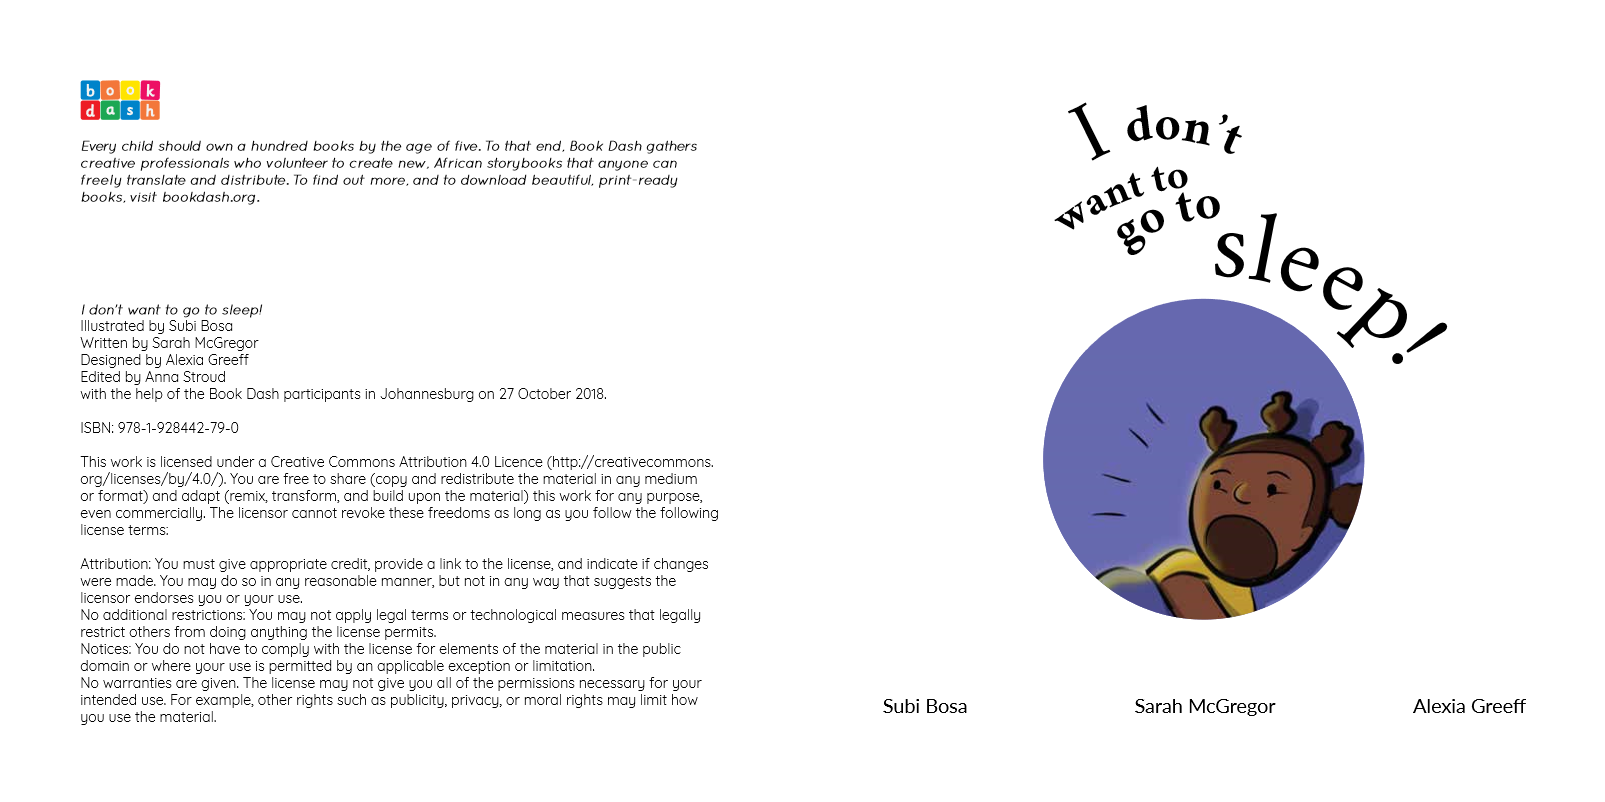 book
dash
Every child should own a hundred books by the age of five. To that end, Book Dash gathers
creative professionals who volunteer to create new, African storybooks that anyone can
freely translate and distribute. To find out more, and to download beautiful, print-ready
books, visit bookdash.org.
I don't want to go to sleep!
Illustrated by Subi Bosa
Written by Sarah McGregor
Designed by Alexia Greeff
Edited by Anna Stroud
with the help of the Book Dash participants in Johannesburg on 27 October 2018.
ISBN: 978-1-928442-79-0
This work is licensed under a Creative Commons Attribution 4.0 Licence (http://creativecommons.
org/licenses/by/4.0/). You are free to share (copy and redistribute the material in any medium
or format) and adapt (remix, transform, and build upon the material) this work for any purpose,
even commercially. The licensor cannot revoke these freedoms as long as you follow the following
license terms:
Attribution: You must give appropriate credit, provide a link to the license, and indicate if changes
were made. You may do so in any reasonable manner, but not in any way that suggests the
licensor endorses you or your use.
No additional restrictions: You may not apply legal terms or technological measures that legally
restrict others from doing anything the license permits.
Notices: You do not have to comply with the license for elements of the material in the public
domain or where your use is permitted by an applicable exception or limitation.
No warranties are given. The license may not give you all of the permissions necessary for your
intended use. For example, other rights such as publicity, privacy, or moral rights may limit how
you use the material.
I don't
want to
go to
sleep!
Subi Bosa
Sarah McGregor
Alexia Greeff